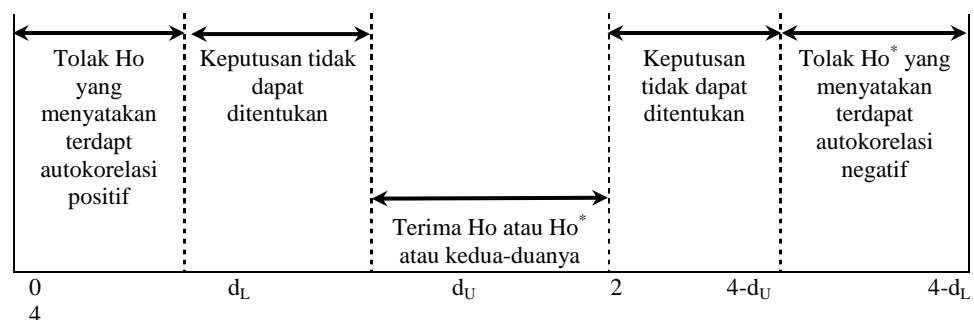 Tolak Ho
yang
menyatakan
terdapt
autokorelasi
positif
Keputusan tidak
dapat
ditentukan
Terima Ho atau Ho*
atau kedua-duanya
Keputusan
tidak dapat
ditentukan
Tolak Ho* yang
menyatakan
terdapat
autokorelasi
negatif
0 dL dU 2 4-dU 4-dL
4